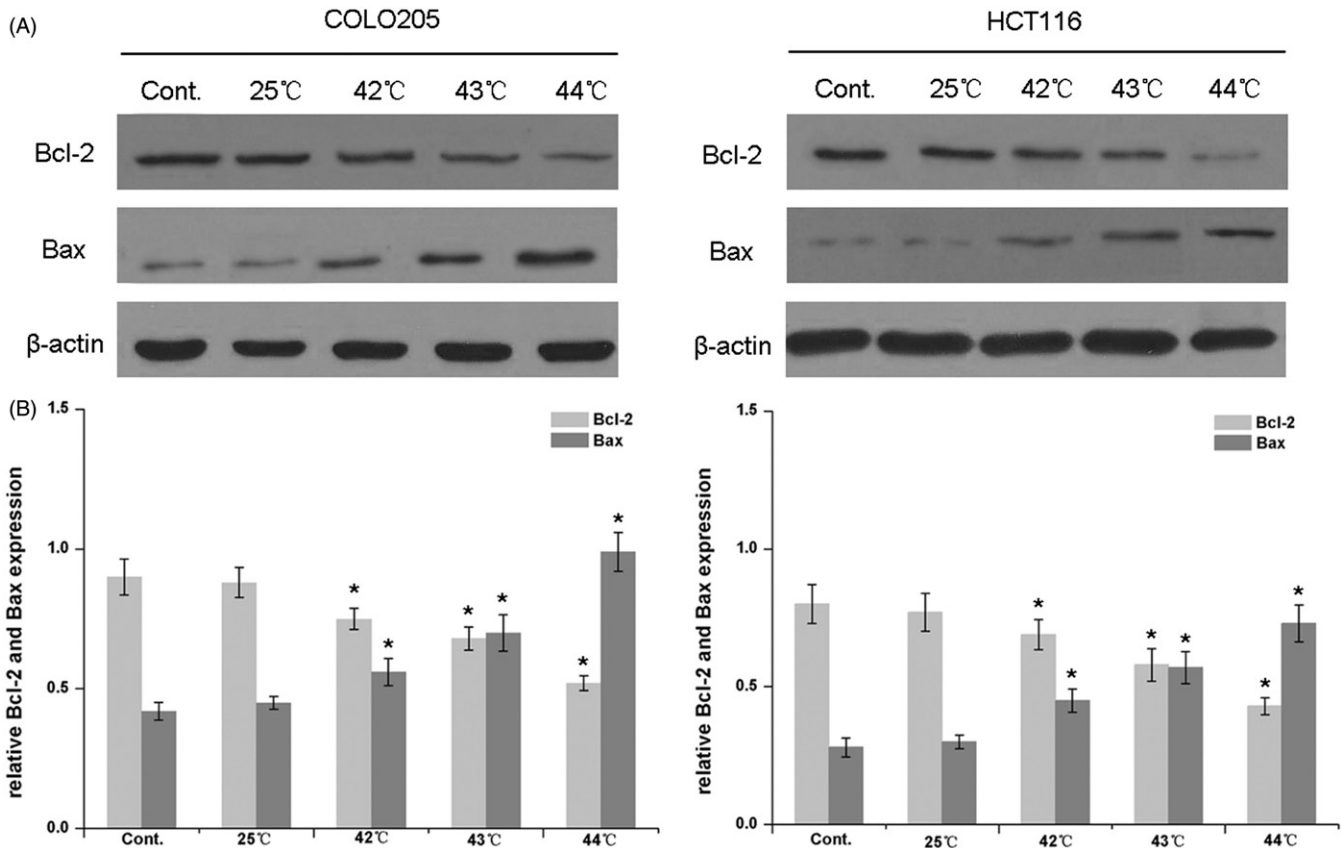 (A)
COLO205
Cont. 25℃ 42℃ 43℃ 44℃
Bcl-2
Bax
β-actin
HCT116
Cont. 25℃ 42℃ 43℃ 44℃
Bcl-2
Bax
β-actin
(B)
relative Bcl-2 and Bax expression
1.5
1.0
0.5
0.0
Bcl-2
Bax
*
*
*
*
*
*
Cont. 25℃ 42℃ 43℃ 44℃
relative Bcl-2 and Bax expression
1.5
1.0
0.5
0.0
Bcl-2
Bax
*
*
*
*
*
*
Cont. 25℃ 42℃ 43℃ 44℃